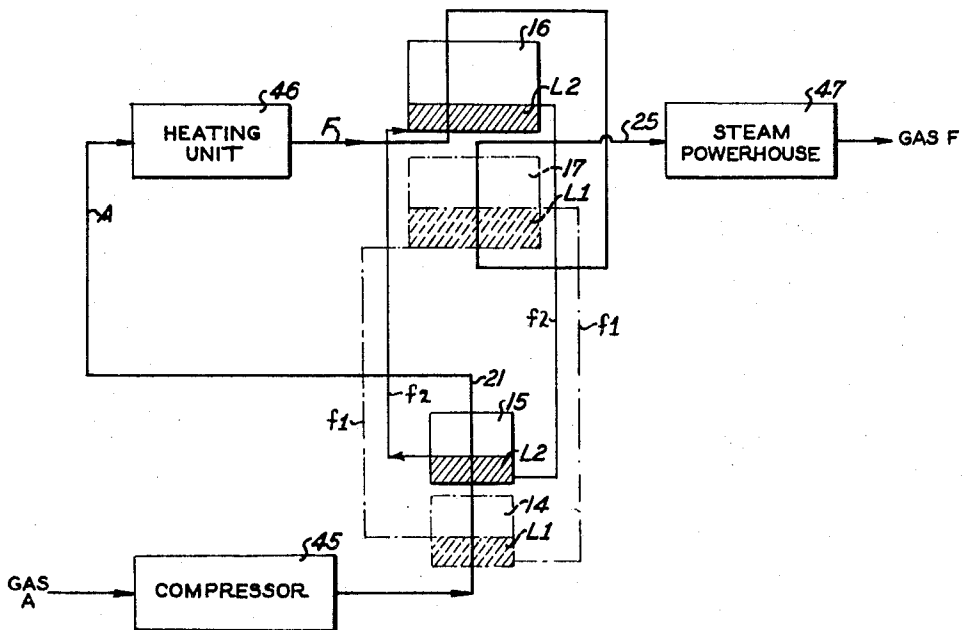 16
46
L2
47
HEATING
UNIT
F
25
STEAM
POWERHOUSE
GAS F
17
L1
A
f2
f1
21
f2
15
f1
L2
14
45
L1
GAS
A
COMPRESSOR